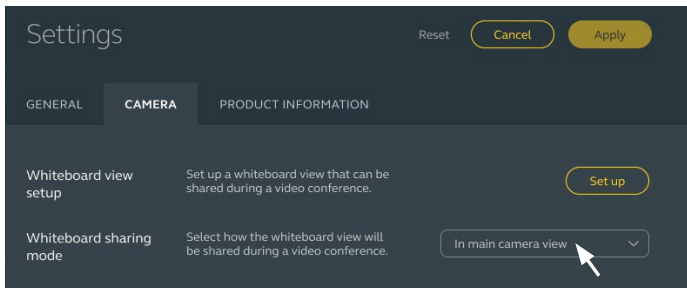 Settings
Reset
Cancel
Apply
GENERAL
CAMERA
PRODUCT INFORMATION
Whiteboard view
setup
Set up a whiteboard view that can be
shared during a video conference.
Set up
Whiteboard sharing
mode
Select how the whiteboard view will
be shared during a video conference.
In main camera view